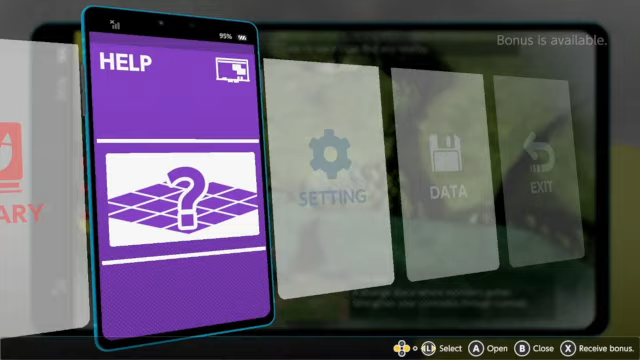 Bonus is available.
95%
HELP
?
ARY
SETTING
DATA
EXIT
L Select A Open B Close X Receive bonus.